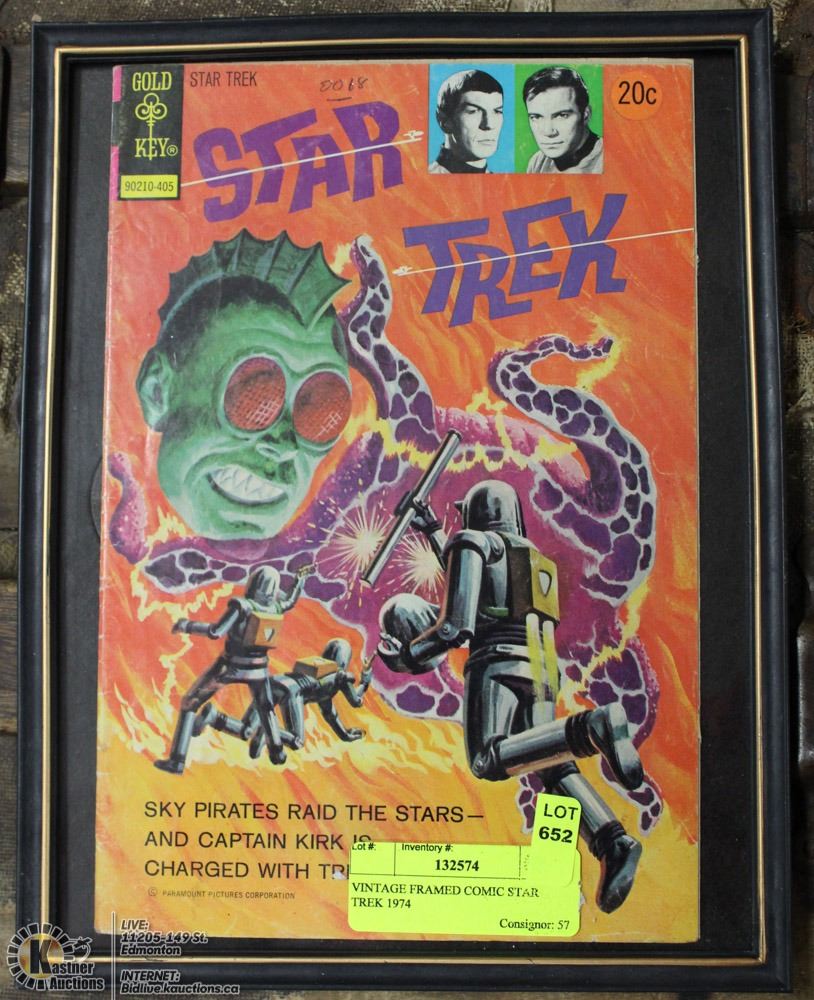 GOLD
KEY®
STAR TREK
0068
20¢
90210-405
STAR
TREK
SKY PIRATES RAID THE STARS—
AND CAPTAIN KIRK IS
CHARGED WITH TR
© PARAMOUNT PICTURES CORPORATION
LOT
652
Lot #:
Inventory #:
132574
VINTAGE FRAMED COMIC STAR
TREK 1974
Consignor: 57
Kastner
Auctions
LIVE:
11205-149 St.
Edmonton
INTERNET:
Bidlive.kauctions.ca